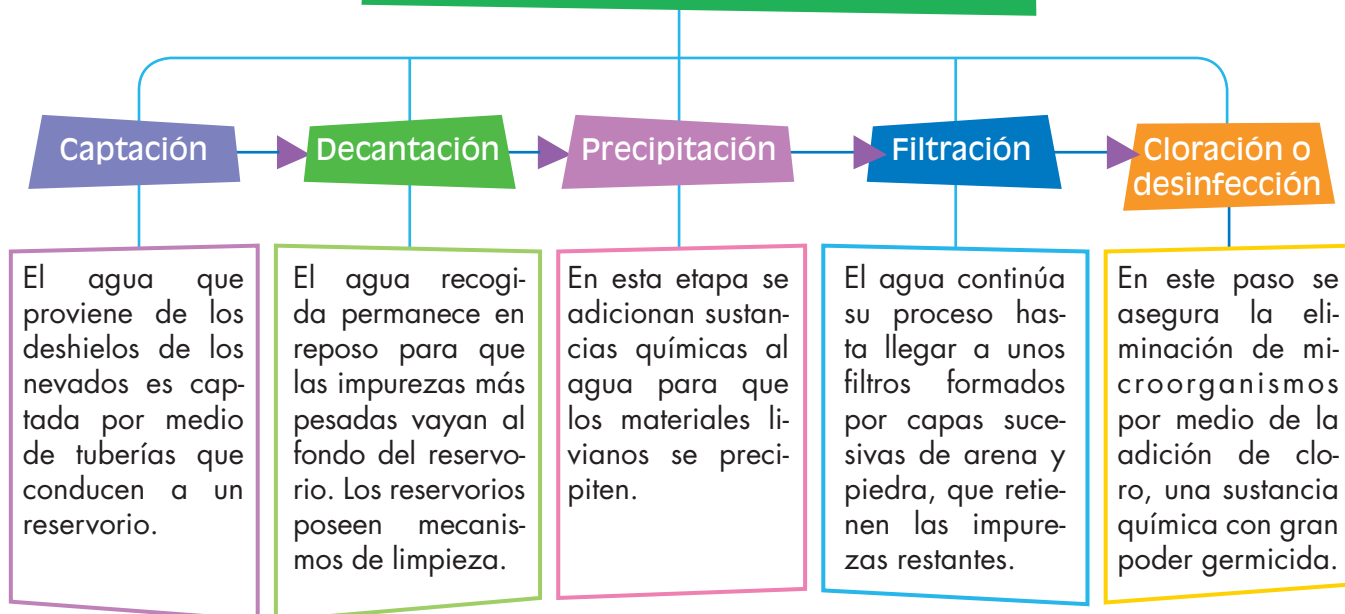 Captación
Decantación
Precipitación
Filtración
Cloración o
desinfección
El agua que
proviene de los
deshielos de los
nevados es cap-
tada por medio
de tuberías que
conducen a un
reservorio.
El agua recogi-
da permanece en
reposo para que
las impurezas más
pesadas vayan al
fondo del reservo-
rio. Los reservorios
poseen mecanis-
mos de limpieza.
En esta etapa se
adicionan sustan-
cias químicas al
agua para que
los materiales li-
vianos se preci-
piten.
El agua continúa
su proceso has-
ta llegar a unos
filtros formados
por capas suce-
sivas de arena y
piedra, que retie-
nen las impure-
zas restantes.
En este paso se
asegura la eli-
minación de mi-
croorganismos
por medio de la
adición de clo-
ro, una sustancia
química con gran
poder germicida.